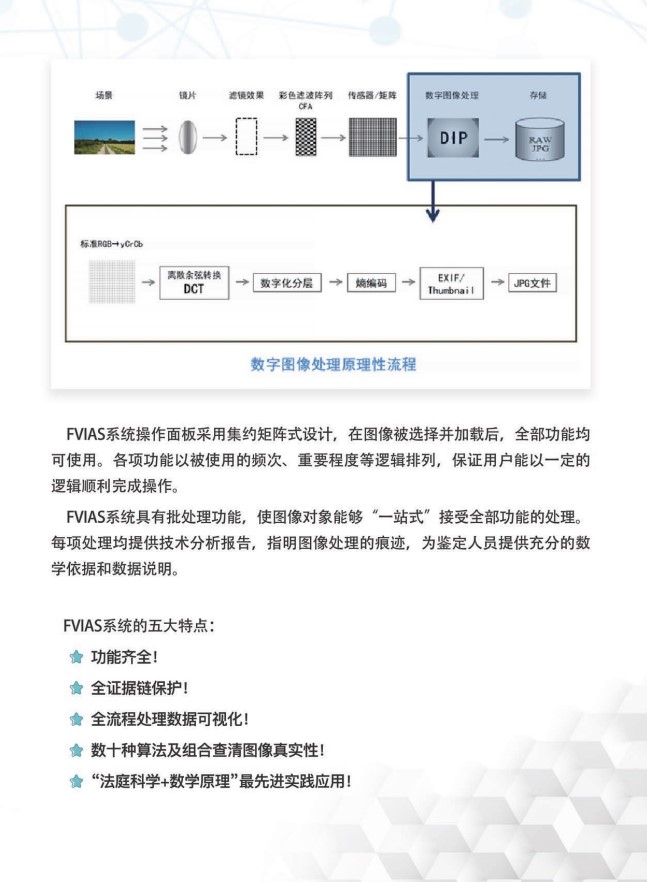 场景 镜片 滤镜效果 彩色滤波阵列 传感器/矩阵 数字图像处理 存储
CFA
DIP
RAW
JPG
...
标准RGB→yCrCb
离散余弦转换
DCT
数字化分层
熵编码
EXIF/
Thumbnail
JPG文件
数字图像处理原理性流程
FVIAS系统操作面板采用集约矩阵式设计，在图像被选择并加载后，全部功能均
可使用。各项功能以被使用的频次、重要程度等逻辑排列，保证用户能以一定的
逻辑顺利完成操作。
FVIAS系统具有批处理功能，使图像对象能够“一站式”接受全部功能的处理。
每项处理均提供技术分析报告，指明图像处理的痕迹，为鉴定人员提供充分的数
学依据和数据说明。
FVIAS系统的五大特点：
功能齐全！
全证据链保护！
全流程处理数据可视化！
数十种算法及组合查清图像真实性！
“法庭科学+数学原理”最先进实践应用！